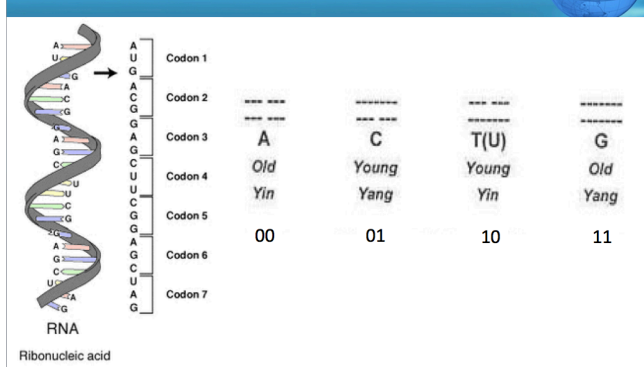 A
U
G
A
C
G
G
A
G
C
U
U
C
G
G
A
G
C
U
A
G
RNA
Ribonucleic acid
A
U
G
Codon 1
A
C
G
Codon 2
G
A
G
Codon 3
C
U
U
Codon 4
C
G
G
Codon 5
A
G
C
Codon 6
U
A
G
Codon 7
A C T(U) G
Old Young Young Old
Yin Yang Yin Yang
00 01 10 11